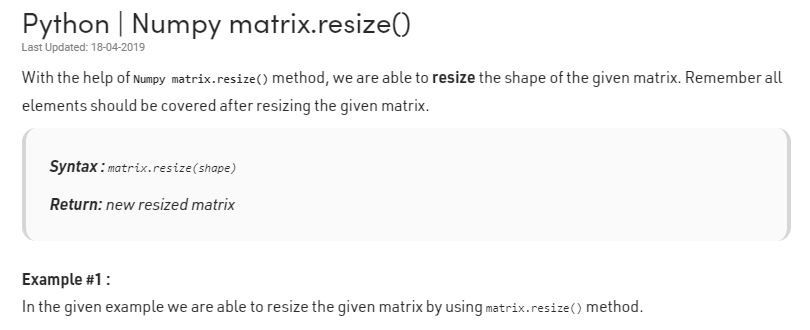 Python | Numpy matrix.resize()
Last Updated: 18-04-2019
With the help of Numpy matrix.resize() method, we are able to resize the shape of the given matrix. Remember all
elements should be covered after resizing the given matrix.
Syntax : matrix.resize(shape)
Return: new resized matrix
Example #1 :
In the given example we are able to resize the given matrix by using matrix.resize() method.